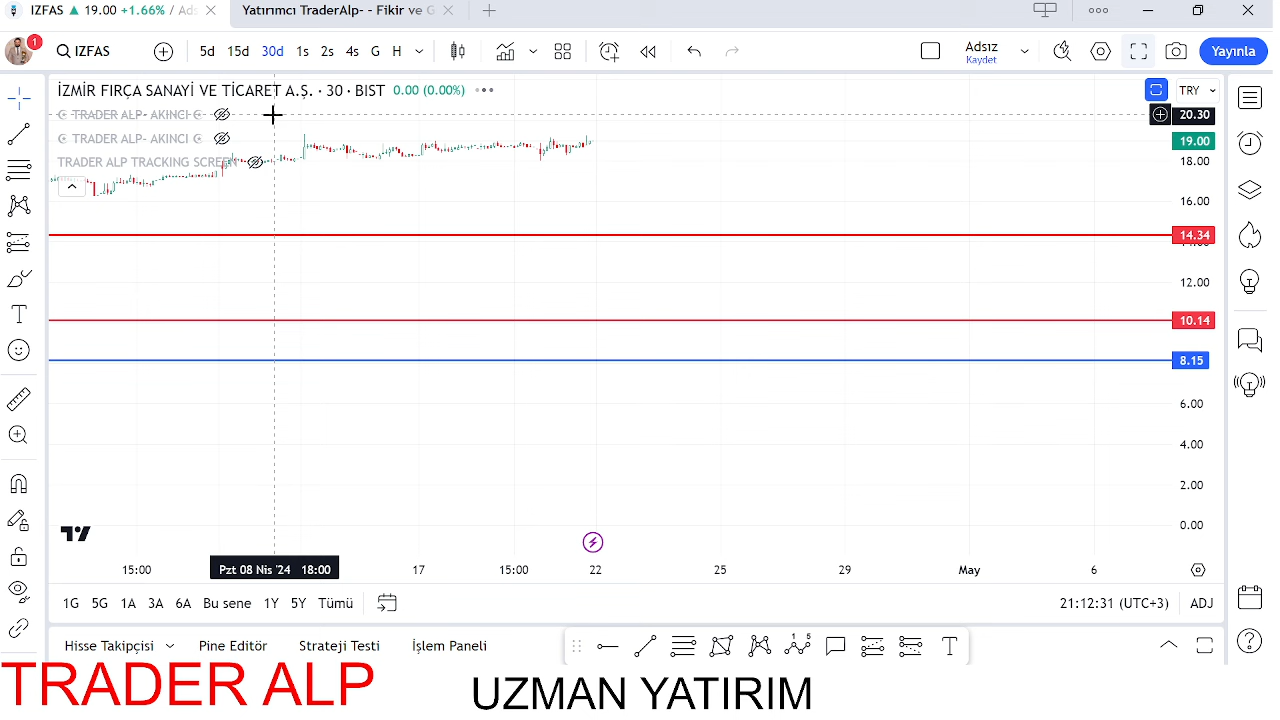 IZFAS ▲ 19.00 +1.66% / Ads
Yatırımcı TraderAlp- - Fikir ve G
1
IZFAS
5d 15d 30d 1s 2s 4s G H
Adsız
Kaydet
Yayınla
İZMİR FIRÇA SANAYİ VE TİCARET A.Ş. · 30 · BIST 0.00 (0.00%)
TRY
TRADER ALP- AKINCI
20.30
TRADER ALP- AKINCI
19.00
TRADER ALP TRACKING SCREEN
18.00
16.00
14.34
12.00
10.14
8.15
6.00
4.00
2.00
0.00
15:00
Pzt 08 Nis '24 18:00
17
15:00
22
25
29
May
6
1G 5G 1A 3A 6A Bu sene 1Y 5Y Tümü
21:12:31 (UTC+3) ADJ
Hisse Takipçisi Pine Editör Strateji Testi İşlem Paneli
TRADER ALP
UZMAN YATIRIM